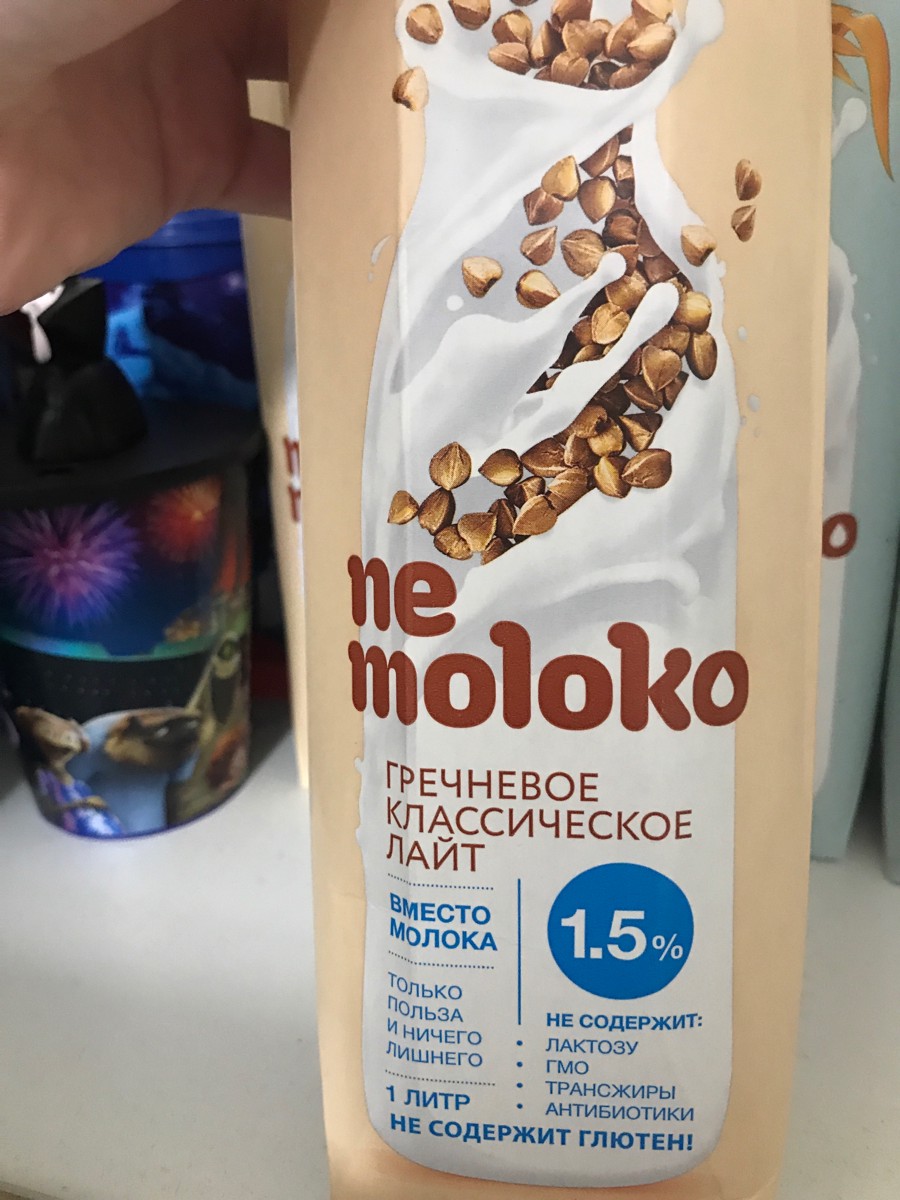 ne
moloko
ГРЕЧНЕВОЕ
КЛАССИЧЕСКОЕ
ЛАЙТ
ВМЕСТО
МОЛОКА
ТОЛЬКО
ПОЛЬЗА
И НИЧЕГО
ЛИШНЕГО
1 ЛИТР
1.5%
НЕ СОДЕРЖИТ:
• ЛАКТОЗУ
• ГМО
• ТРАНСЖИРЫ
• АНТИБИОТИКИ
НЕ СОДЕРЖИТ ГЛЮТЕН!